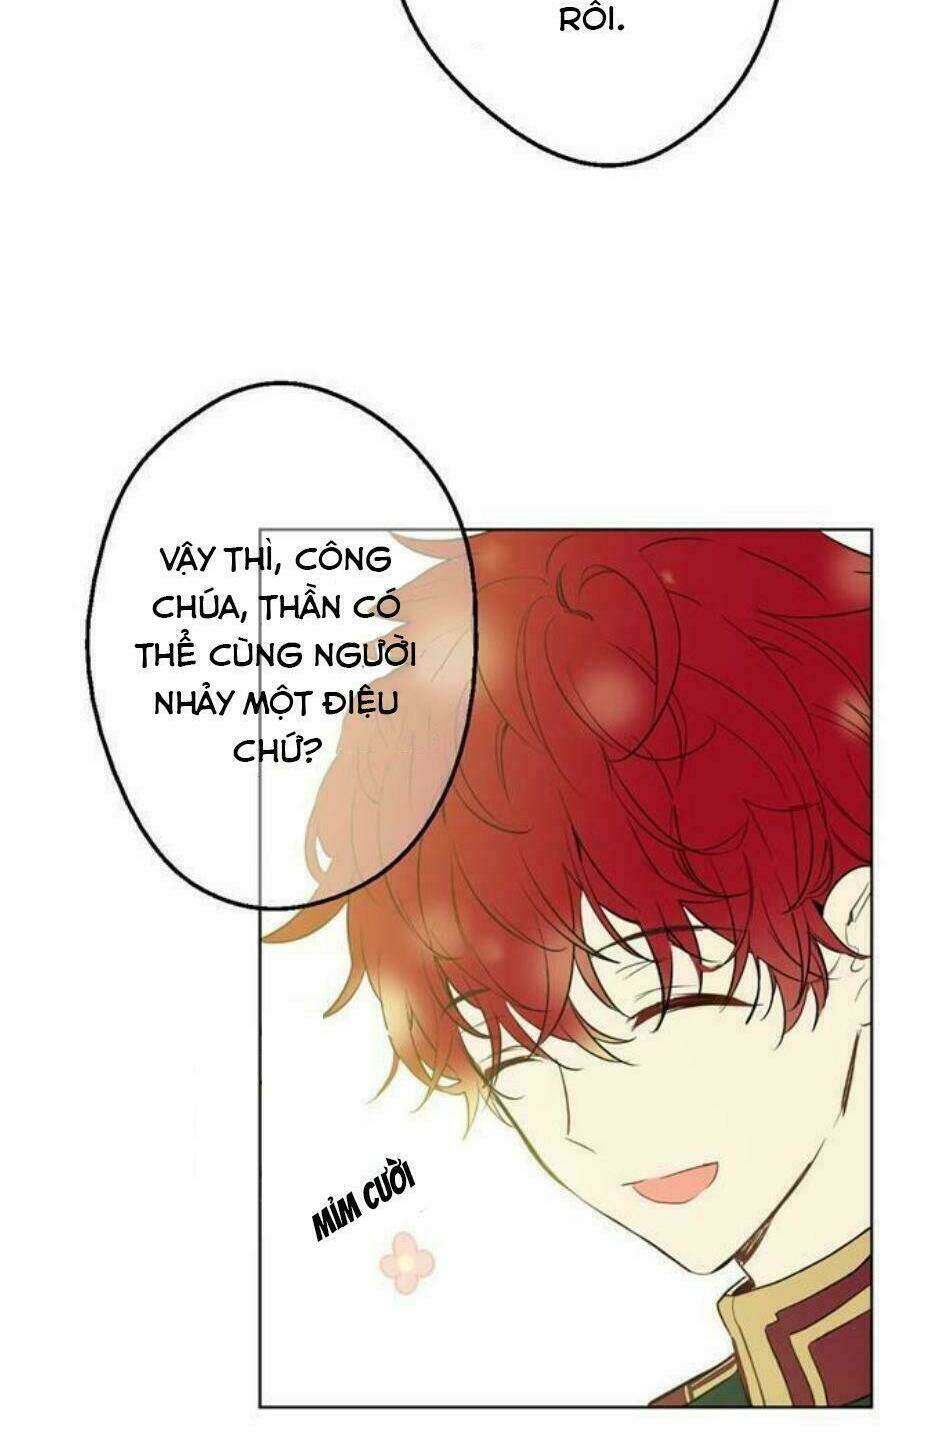 RỒI.
VẬY THÌ, CÔNG
CHÚA, THẦN CÓ
THỂ CÙNG NGƯỜI
NHẢY MỘT ĐIỆU
CHỨ?
MỈM CƯỜI